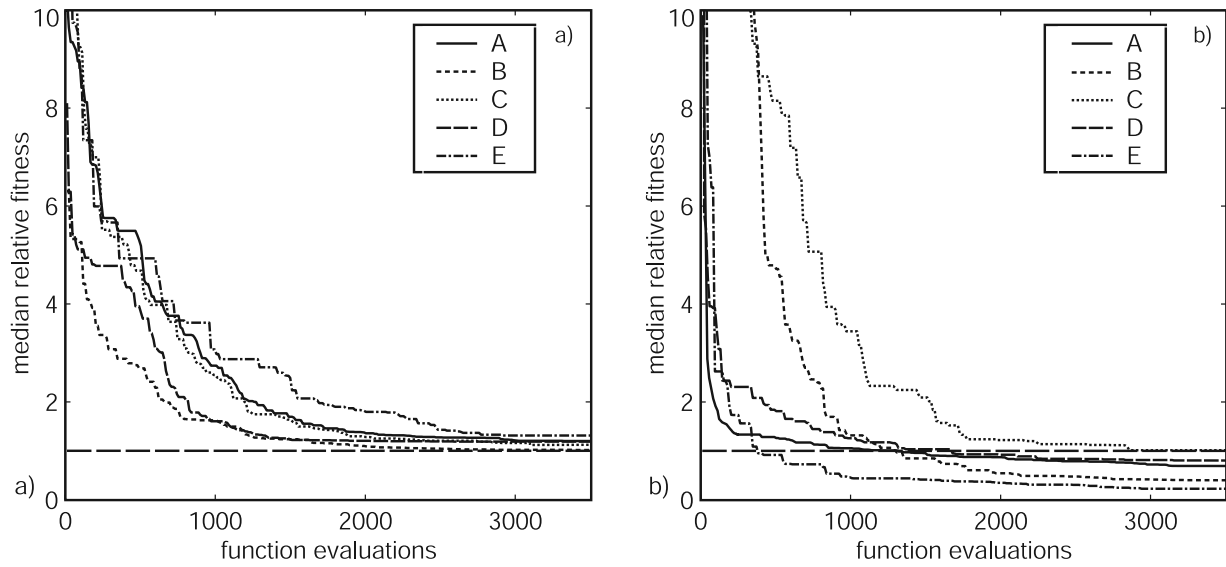 a)
A
B
C
D
E
median relative fitness
10
8
6
4
2
0
a)
0
1000
2000
3000
function evaluations
b)
A
B
C
D
E
median relative fitness
10
8
6
4
2
0
b)
0
1000
2000
3000
function evaluations